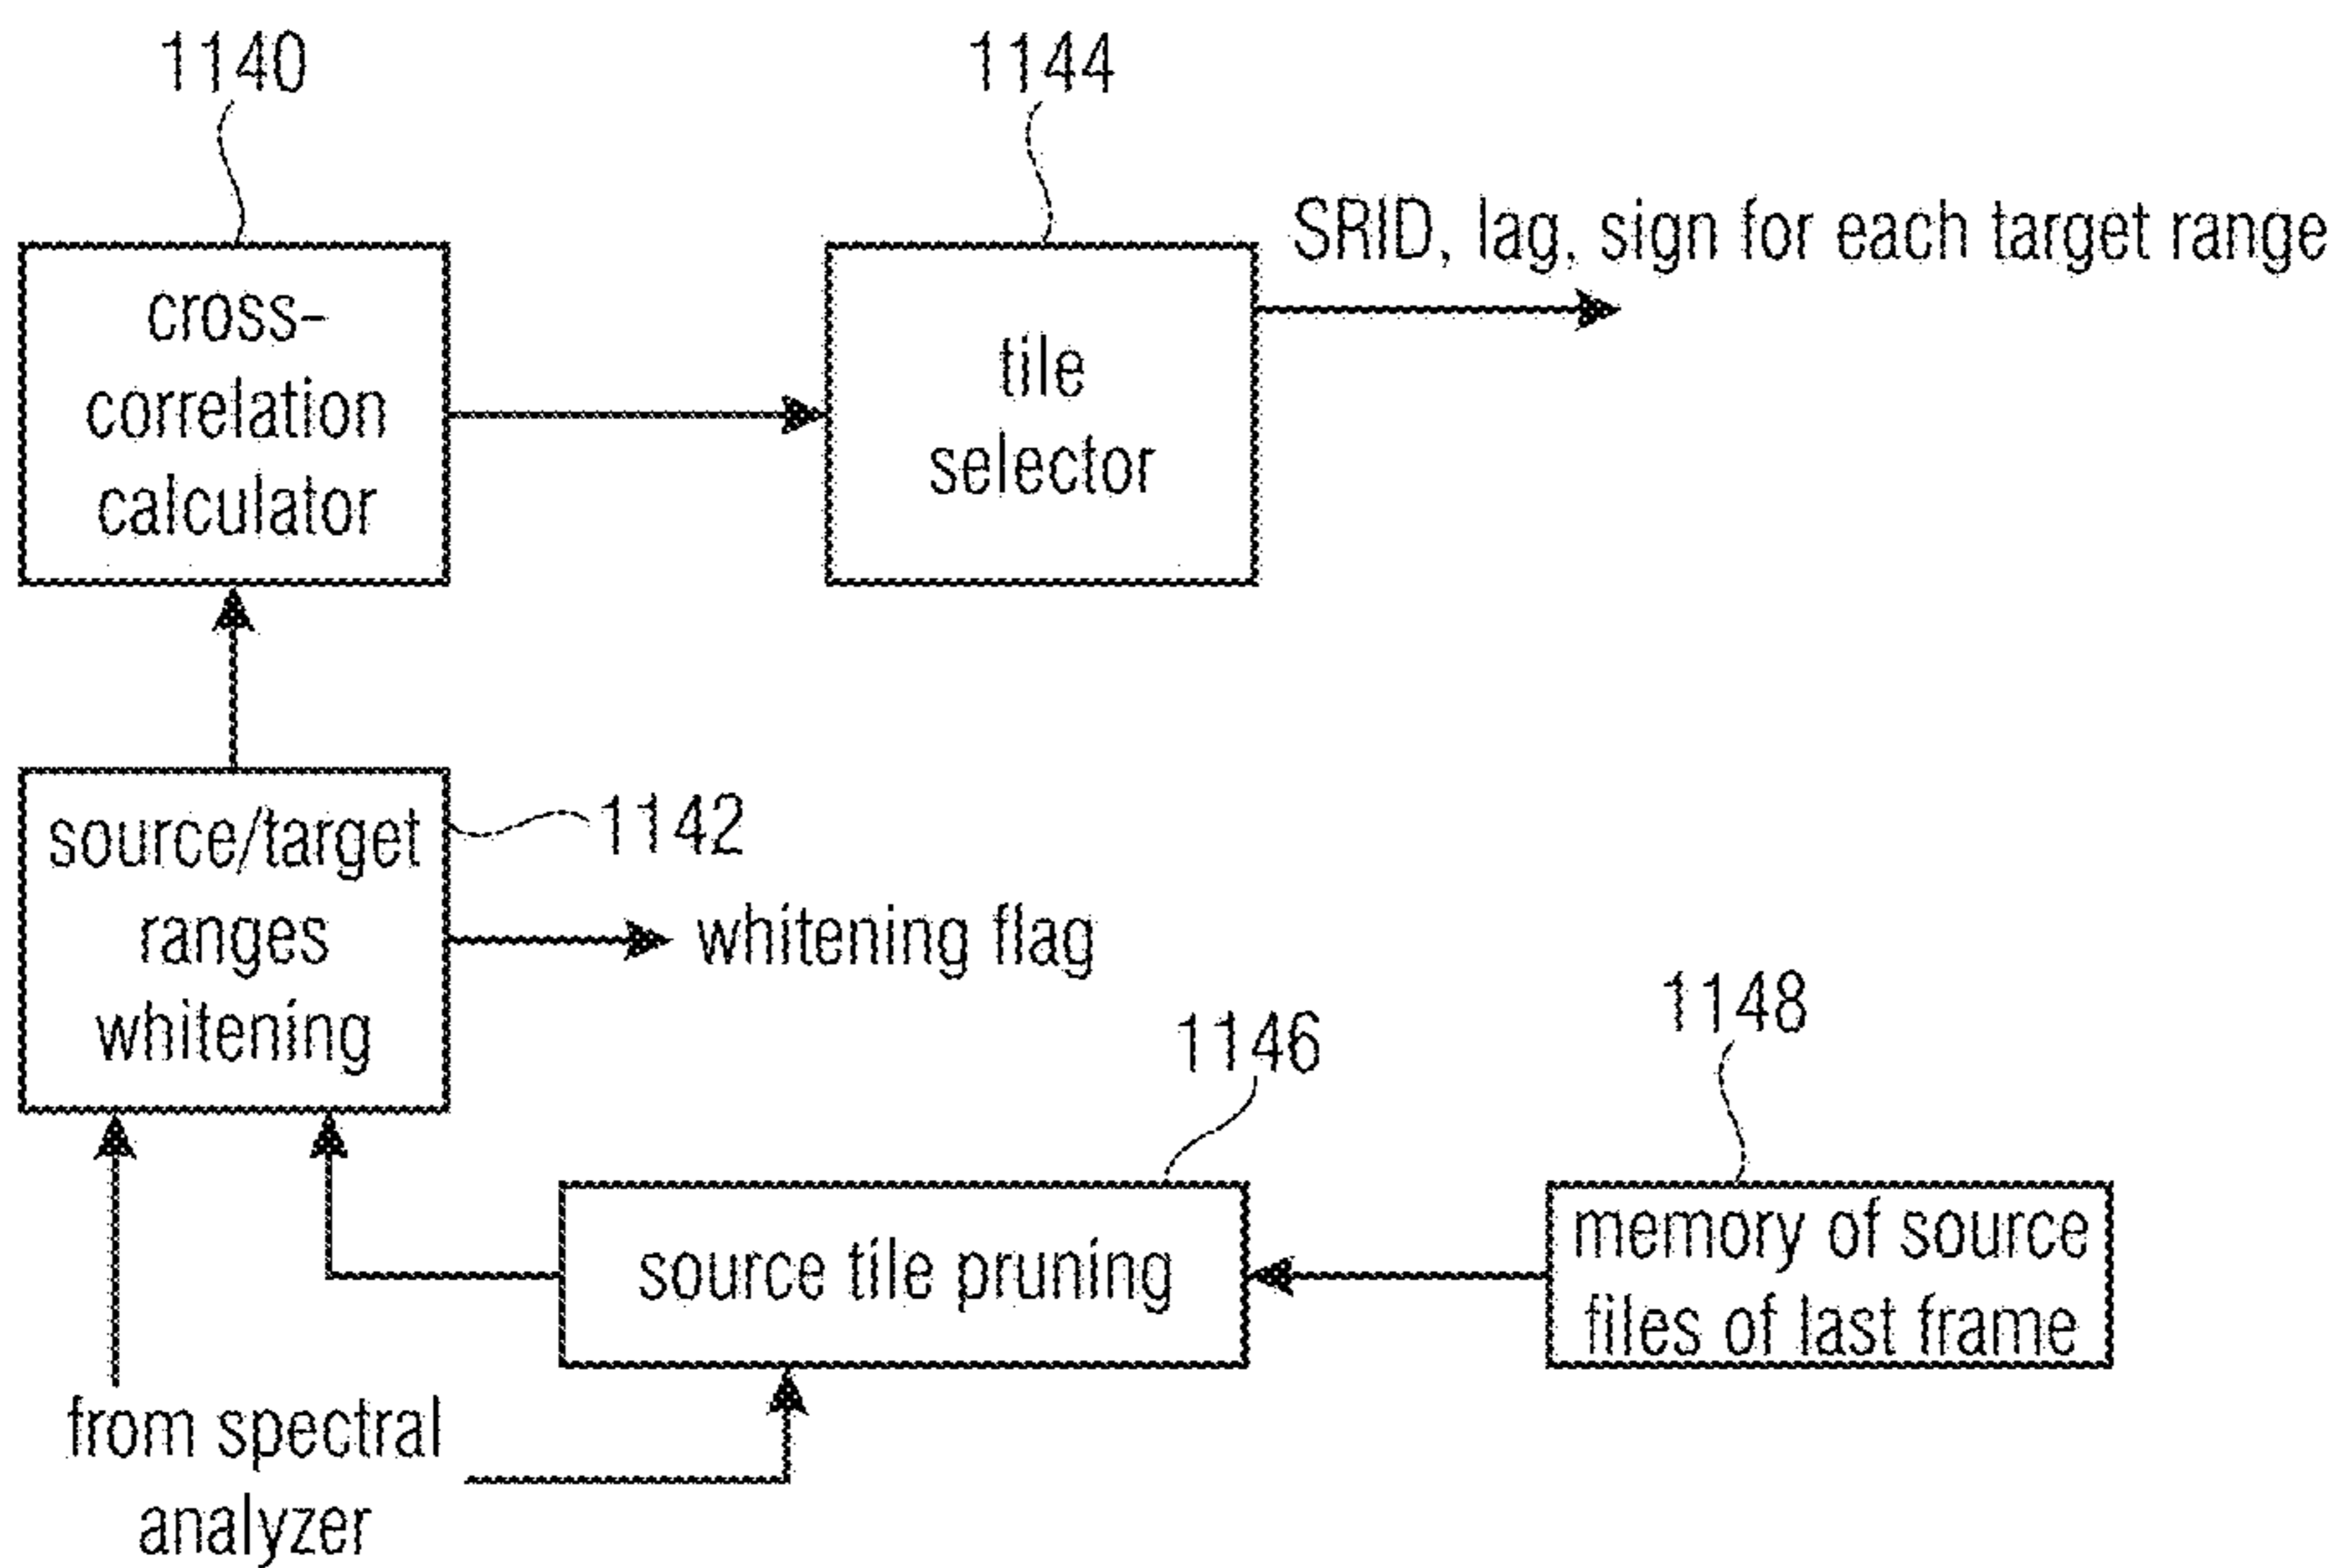 1140
1144
SRID, lag, sign for each target range
cross-
correlation
calculator
tile
selector
source/target
ranges
whitening
1142
whitening flag
1146
1148
source tile pruning
memory of source
files of last frame
from spectral
analyzer